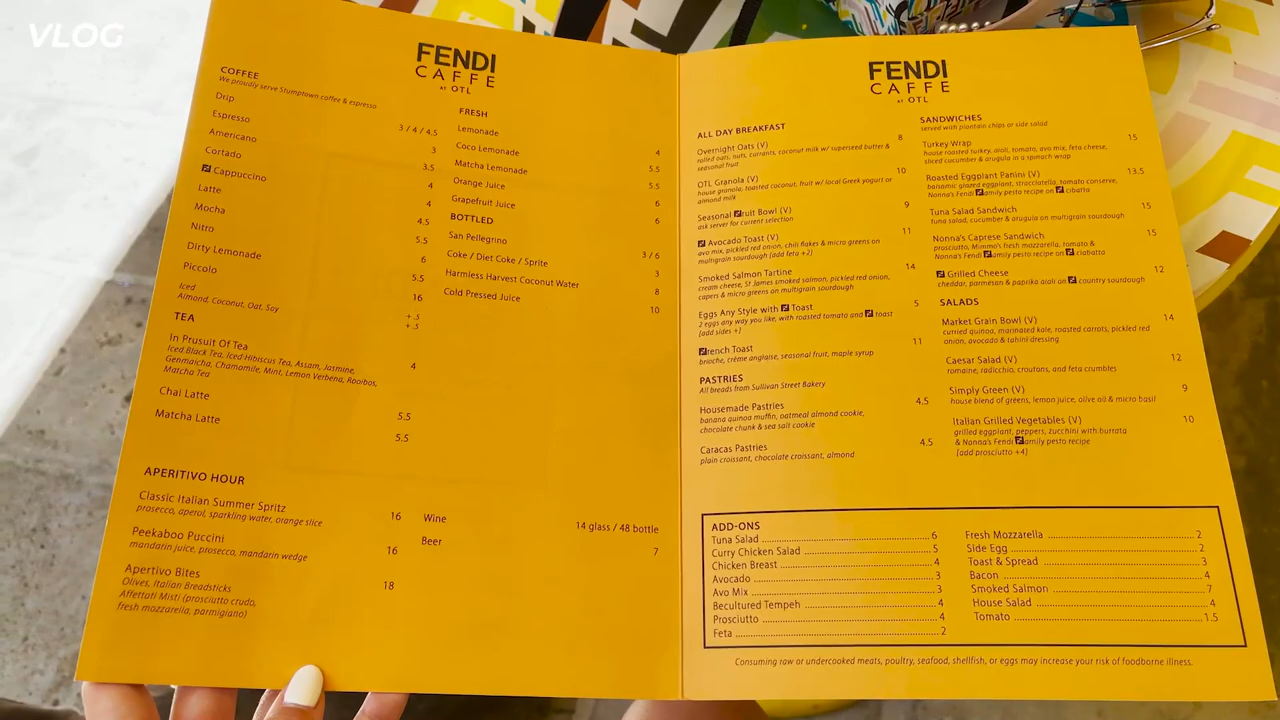 VLOG
FENDI
CAFFE
AT OTL
COFFEE
We proudly serve Stumptown coffee & espresso
Drip 3 / 4 / 4.5
Espresso 3
Americano 3.5
Cortado 4
Cappuccino 4
Latte 4.5
Mocha 5.5
Nitro 6
Dirty Lemonade 5.5
Piccolo 16
Iced + .5
Almond, Coconut, Oat, Soy + .5
TEA
In Prusuit Of Tea 4
Iced Black Tea, Iced Hibiscus Tea, Assam, Jasmine,
Genmaicha, Chamomile, Mint, Lemon Verbena, Rooibos,
Matcha Tea
Chai Latte 5.5
Matcha Latte 5.5
FRESH
Lemonade 4
Coco Lemonade 5.5
Matcha Lemonade 5.5
Orange Juice 6
Grapefruit Juice 6
BOTTLED
San Pellegrino 3 / 6
Coke / Diet Coke / Sprite 3
Harmless Harvest Coconut Water 8
Cold Pressed Juice 10
APERITIVO HOUR
Classic Italian Summer Spritz 16
prosecco, aperol, sparkling water, orange slice
Peekaboo Puccini 16
mandarin juice, prosecco, mandarin wedge
Apertivo Bites 18
Olives, Italian Breadsticks
Affettati Misti (prosciutto crudo,
fresh mozzarella, parmigiano)
Wine 14 glass / 48 bottle
Beer 7
FENDI
CAFFE
AT OTL
ALL DAY BREAKFAST
Overnight Oats (V) 8
rolled oats, nuts, currants, coconut milk w/ superseed butter &
seasonal fruit
OTL Granola (V) 10
house granola, toasted coconut, fruit w/ local Greek yogurt or
almond milk
Seasonal Fruit Bowl (V) 9
ask server for current selection
Avocado Toast (V) 11
avo mix, pickled red onion, chili flakes & micro greens on
multigrain sourdough [add feta +2]
Smoked Salmon Tartine 14
cream cheese, St James smoked salmon, pickled red onion,
capers & micro greens on multigrain sourdough
Eggs Any Style with Toast 5
2 eggs any way you like, with roasted tomato and toast
[add sides +]
French Toast 11
brioche, crème anglaise, seasonal fruit, maple syrup
PASTRIES
All breads from Sullivan Street Bakery
Housemade Pastries 4.5
banana quinoa muffin, oatmeal almond cookie,
chocolate chunk & sea salt cookie
Caracas Pastries 4.5
plain croissant, chocolate croissant, almond
SANDWICHES
served with plantain chips or side salad
Turkey Wrap 15
house roasted turkey, aioli, tomato, avo mix, feta cheese,
sliced cucumber & arugula in a spinach wrap
Roasted Eggplant Panini (V) 13.5
balsamic glazed eggplant, stracciatella, tomato conserve,
Nonna's Fendi Family pesto recipe on cibatta
Tuna Salad Sandwich 15
tuna salad, cucumber & arugula on multigrain sourdough
Nonna's Caprese Sandwich 15
prosciutto, Mimmo's fresh mozzarella, tomato &
Nonna's Fendi Family pesto recipe on ciabatta
Grilled Cheese 12
cheddar, parmesan & paprika aioli on country sourdough
SALADS
Market Grain Bowl (V) 14
curried quinoa, marinated kale, roasted carrots, pickled red
onion, avocado & tahini dressing
Caesar Salad (V) 12
romaine, radicchio, croutons, and feta crumbles
Simply Green (V) 9
house blend of greens, lemon juice, olive oil & micro basil
Italian Grilled Vegetables (V) 10
grilled eggplant, peppers, zucchini with burrata
& Nonna's Fendi Family pesto recipe
[add prosciutto +4]
ADD-ONS
Tuna Salad 6
Curry Chicken Salad 5
Chicken Breast 4
Avocado 3
Avo Mix 3
Becultured Tempeh 4
Prosciutto 4
Feta 2
Fresh Mozzarella 2
Side Egg 2
Toast & Spread 3
Bacon 4
Smoked Salmon 7
House Salad 4
Tomato 1.5
Consuming raw or undercooked meats, poultry, seafood, shellfish, or eggs may increase your risk of foodborne illness.